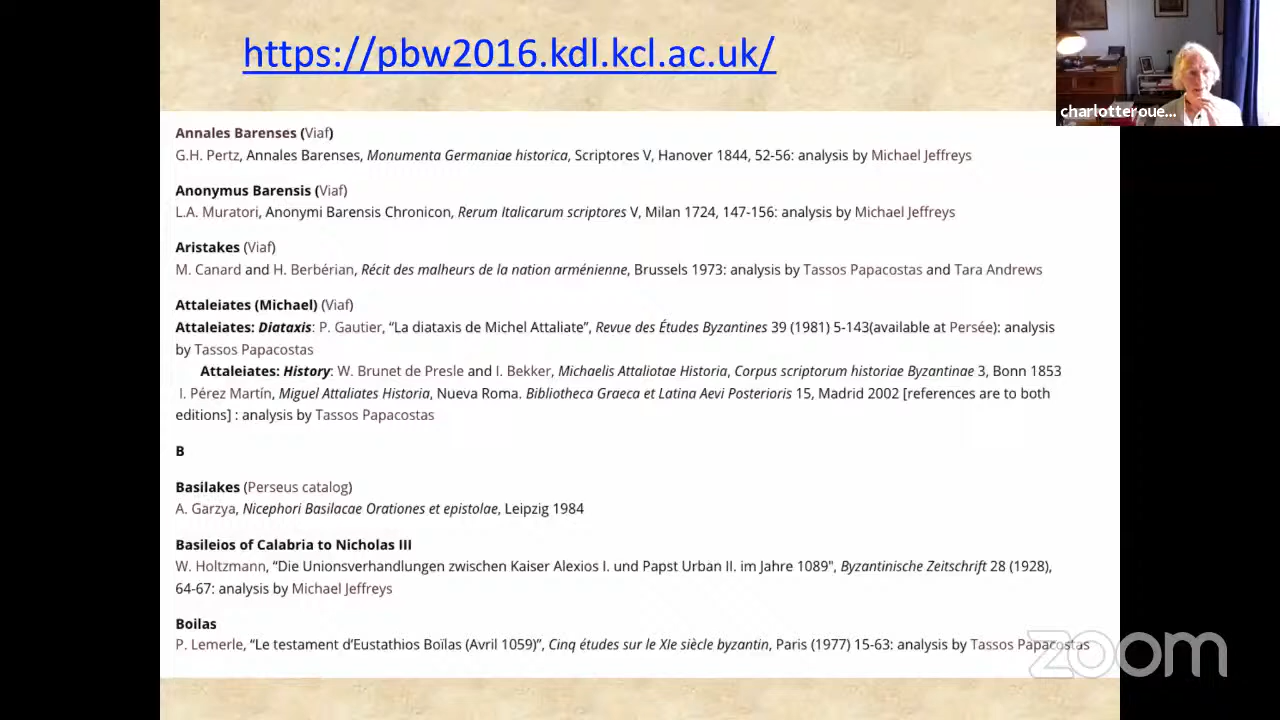 https://pbw2016.kdl.kcl.ac.uk/
charlotteroue...
Annales Barenses (Viaf)
G.H. Pertz, Annales Barenses, Monumenta Germaniae historica, Scriptores V, Hanover 1844, 52-56: analysis by Michael Jeffreys
Anonymus Barensis (Viaf)
L.A. Muratori, Anonymi Barensis Chronicon, Rerum Italicarum scriptores V, Milan 1724, 147-156: analysis by Michael Jeffreys
Aristakes (Viaf)
M. Canard and H. Berbérian, Récit des malheurs de la nation arménienne, Brussels 1973: analysis by Tassos Papacostas and Tara Andrews
Attaleiates (Michael) (Viaf)
Attaleiates: Diataxis: P. Gautier, “La diataxis de Michel Attaliate”, Revue des Études Byzantines 39 (1981) 5-143(available at Persée): analysis
by Tassos Papacostas
Attaleiates: History: W. Brunet de Presle and I. Bekker, Michaelis Attaliotae Historia, Corpus scriptorum historiae Byzantinae 3, Bonn 1853
I. Pérez Martín, Miguel Attaliates Historia, Nueva Roma. Bibliotheca Graeca et Latina Aevi Posterioris 15, Madrid 2002 [references are to both
editions] : analysis by Tassos Papacostas
B
Basilakes (Perseus catalog)
A. Garzya, Nicephori Basilacae Orationes et epistolae, Leipzig 1984
Basileios of Calabria to Nicholas III
W. Holtzmann, “Die Unionsverhandlungen zwischen Kaiser Alexios I. und Papst Urban II. im Jahre 1089", Byzantinische Zeitschrift 28 (1928),
64-67: analysis by Michael Jeffreys
Boilas
P. Lemerle, “Le testament d’Eustathios Boïlas (Avril 1059)”, Cinq études sur le XIe siècle byzantin, Paris (1977) 15-63: analysis by Tassos Papacostas
zoom